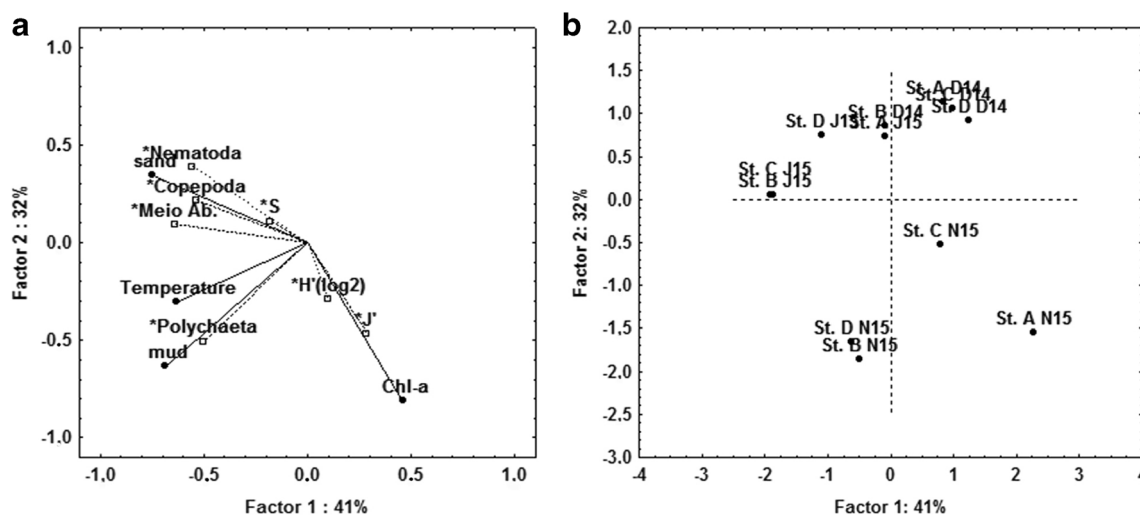 a
1.0
0.5
0.0
-0.5
-1.0
Factor 2 : 32%
*Nematoda
sand
*Copepoda
*Meio Ab.
*S
Temperature
*H'(log2)
*Polychaeta
*J'
mud
Chl-a
-1.0
-0.5
0.0
0.5
1.0
Factor 1 : 41%
b
2.0
1.5
1.0
0.5
0.0
-0.5
-1.0
-1.5
-2.0
-2.5
-3.0
Factor 2: 32%
St. A D14
St. C D14
St. D D14
St. B D14
St. D J15
St. A J15
St. C J15
St. B J15
St. C N15
St. A N15
St. D N15
St. B N15
-4
-3
-2
-1
0
1
2
3
4
Factor 1: 41%